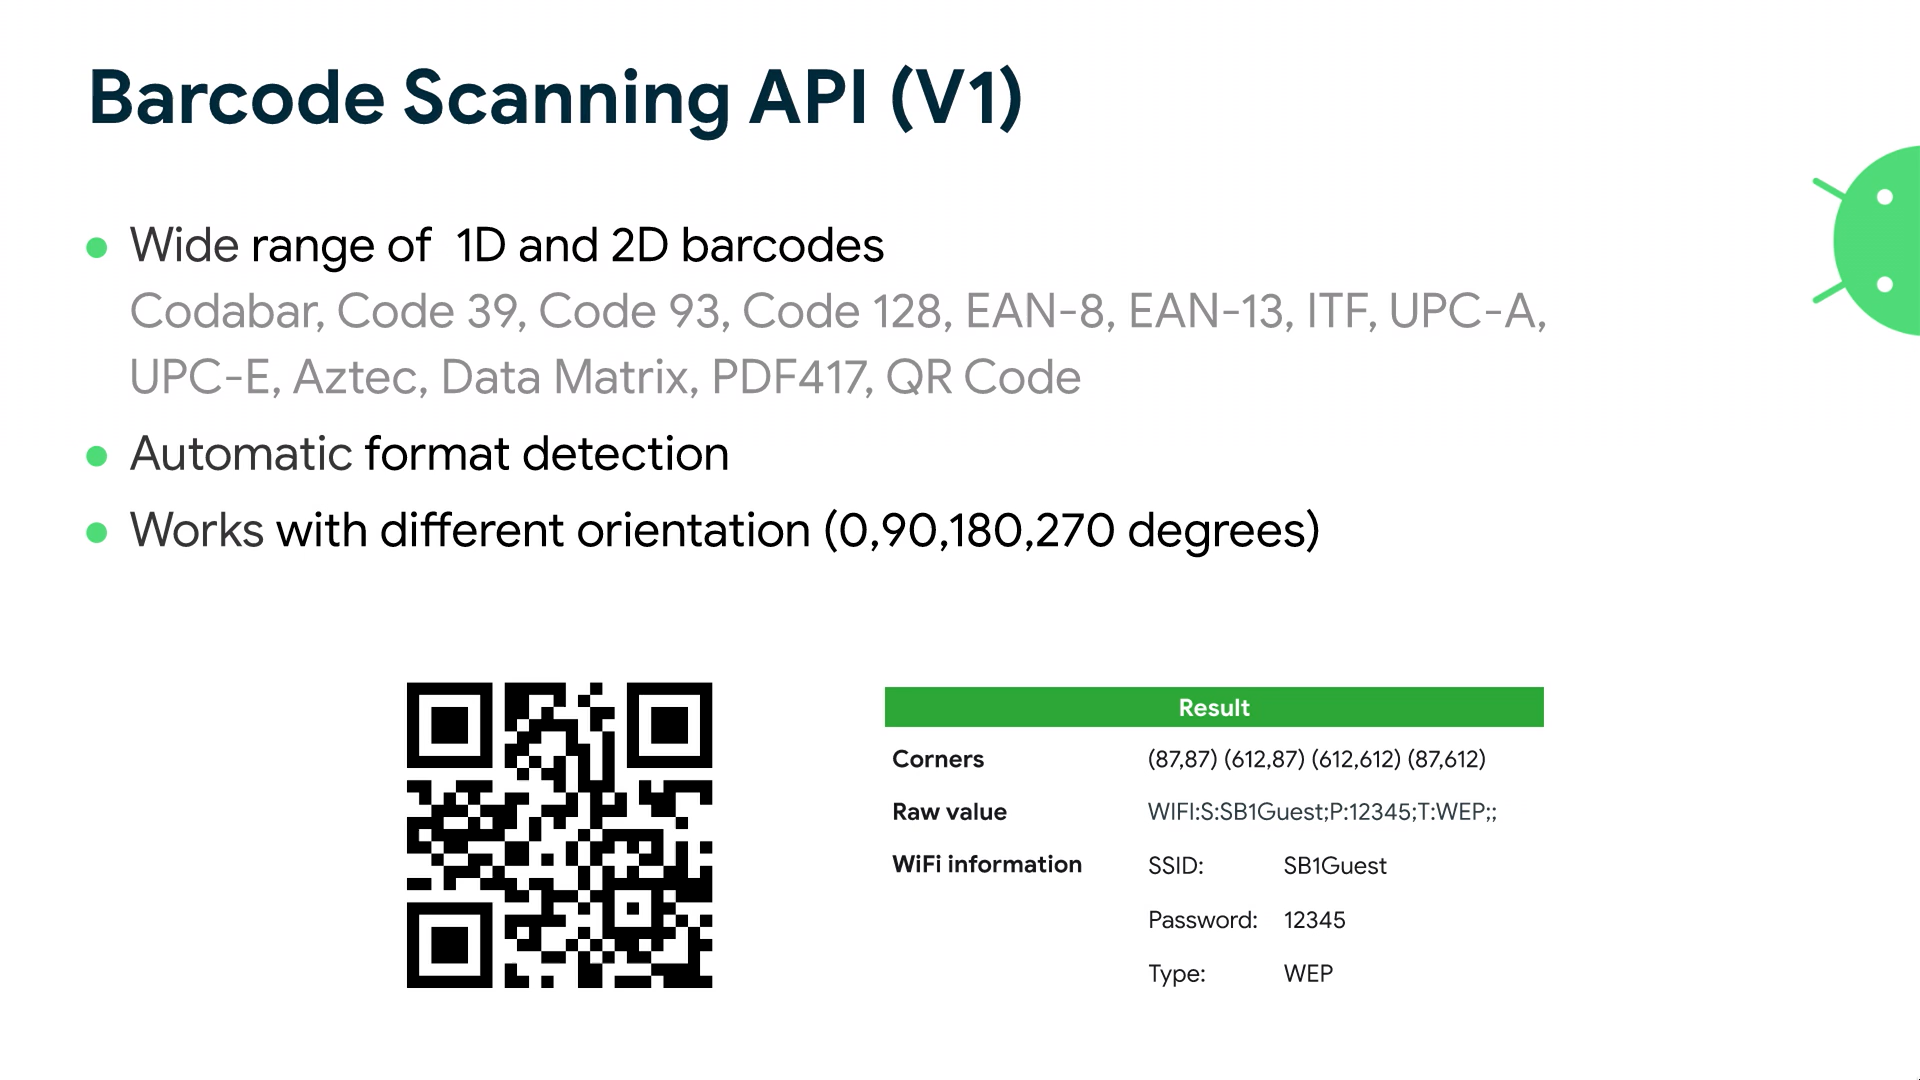 Barcode Scanning API (V1)
Wide range of  1D and 2D barcodes
Codabar, Code 39, Code 93, Code 128, EAN-8, EAN-13, ITF, UPC-A,
UPC-E, Aztec, Data Matrix, PDF417, QR Code
Automatic format detection
Works with different orientation (0,90,180,270 degrees)
Result
Corners (87,87) (612,87) (612,612) (87,612)
Raw value WIFI:S:SB1Guest;P:12345;T:WEP;;
WiFi information SSID: SB1Guest
Password: 12345
Type: WEP